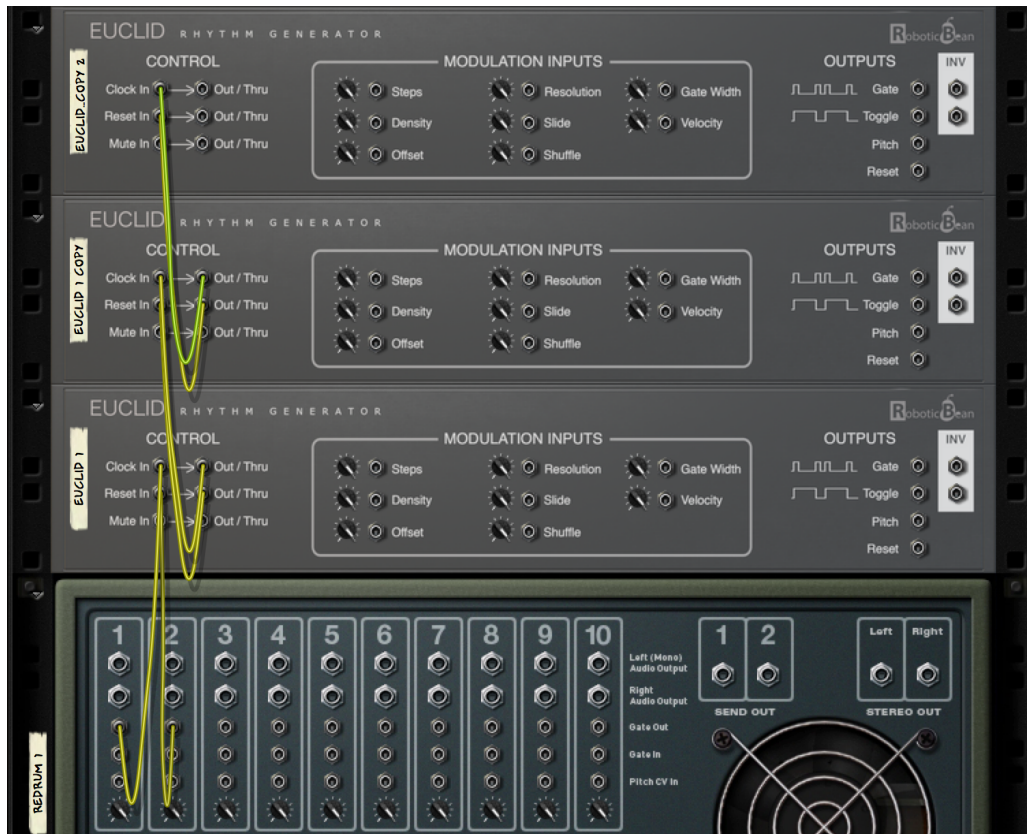 EUCLID RHYTHM GENERATOR
RoboticBean
EUCLID_COPY 2
CONTROL
MODULATION INPUTS
OUTPUTS
INV
Clock In Out / Thru
Steps Resolution Gate Width
Gate
Reset In Out / Thru
Density Slide Velocity
Toggle
Mute In Out / Thru
Offset Shuffle
Pitch
Reset
EUCLID RHYTHM GENERATOR
RoboticBean
EUCLID 1 COPY
CONTROL
MODULATION INPUTS
OUTPUTS
INV
Clock In Out / Thru
Steps Resolution Gate Width
Gate
Reset In Out / Thru
Density Slide Velocity
Toggle
Mute In Out / Thru
Offset Shuffle
Pitch
Reset
EUCLID RHYTHM GENERATOR
RoboticBean
EUCLID 1
CONTROL
MODULATION INPUTS
OUTPUTS
INV
Clock In Out / Thru
Steps Resolution Gate Width
Gate
Reset In Out / Thru
Density Slide Velocity
Toggle
Mute In Out / Thru
Offset Shuffle
Pitch
Reset
REDRUM 1
1 2 3 4 5 6 7 8 9 10
Left (Mono)
Audio Output
Right
Audio Output
Gate Out
Gate In
Pitch CV In
1 2
SEND OUT
Left Right
STEREO OUT